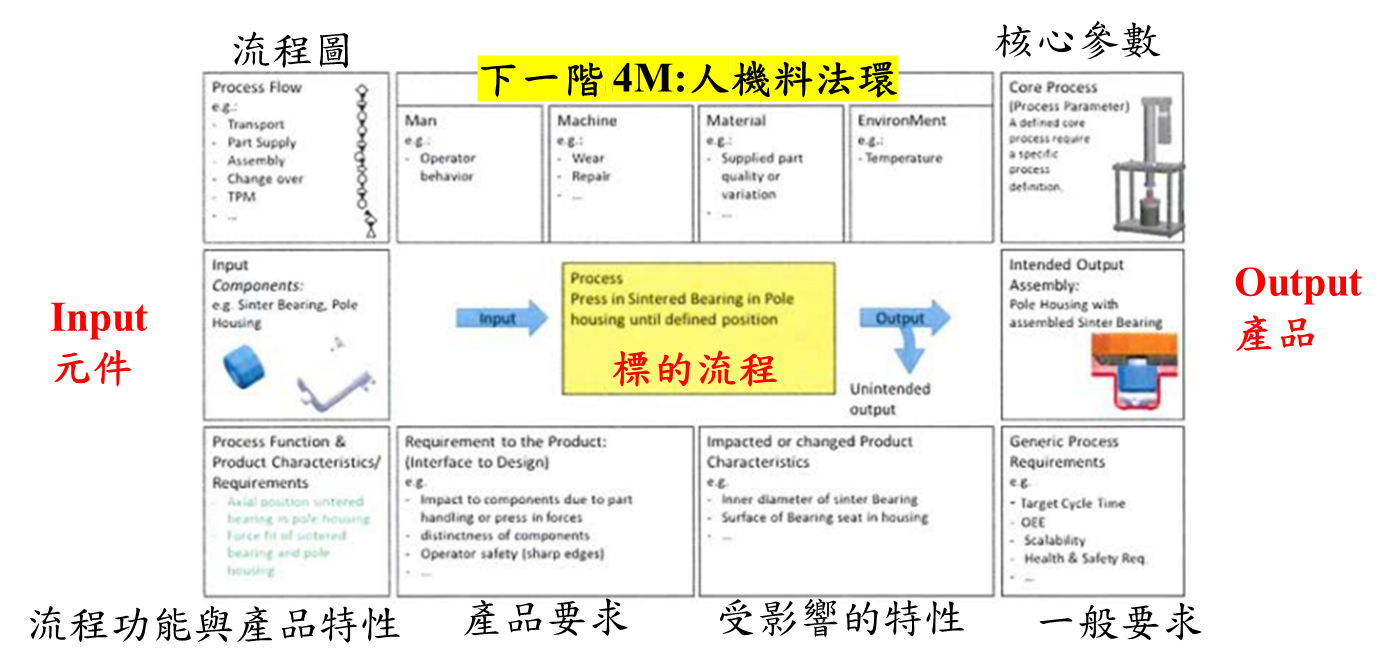 流程圖
下一階 4M:人機料法環
核心參數
Process Flow
e.g.:
- Transport
- Part Supply
- Assembly
- Change over
- TPM
- ...
Man
e.g.:
- Operator
behavior
Machine
e.g.:
- Wear
- Repair
- ...
Material
e.g.:
- Supplied part
quality or
variation
- ...
EnvironMent
e.g.:
- Temperature
Core Process
(Process Parameter)
A defined core
process require
a specific
process
definition.
Input
元件
Input
Components:
e.g. Sinter Bearing, Pole
Housing
Input
Process
Press in Sintered Bearing in Pole
housing until defined position
標的流程
Output
Unintended
output
Intended Output
Assembly:
Pole Housing with
assembled Sinter Bearing
Output
產品
Process Function &
Product Characteristics/
Requirements
- Axial position sintered
bearing in pole housing
- Force fit of sintered
bearing and pole
housing
Requirement to the Product:
(Interface to Design)
e.g.
- Impact to components due to part
handling or press in forces
- distinctness of components
- Operator safety (sharp edges)
- ...
Impacted or changed Product
Characteristics
e.g.
- Inner diameter of sinter Bearing
- Surface of Bearing seat in housing
- ...
Generic Process
Requirements
e.g.
- Target Cycle Time
- OEE
- Scalability
- Health & Safety Req.
- ...
流程功能與產品特性
產品要求
受影響的特性
一般要求